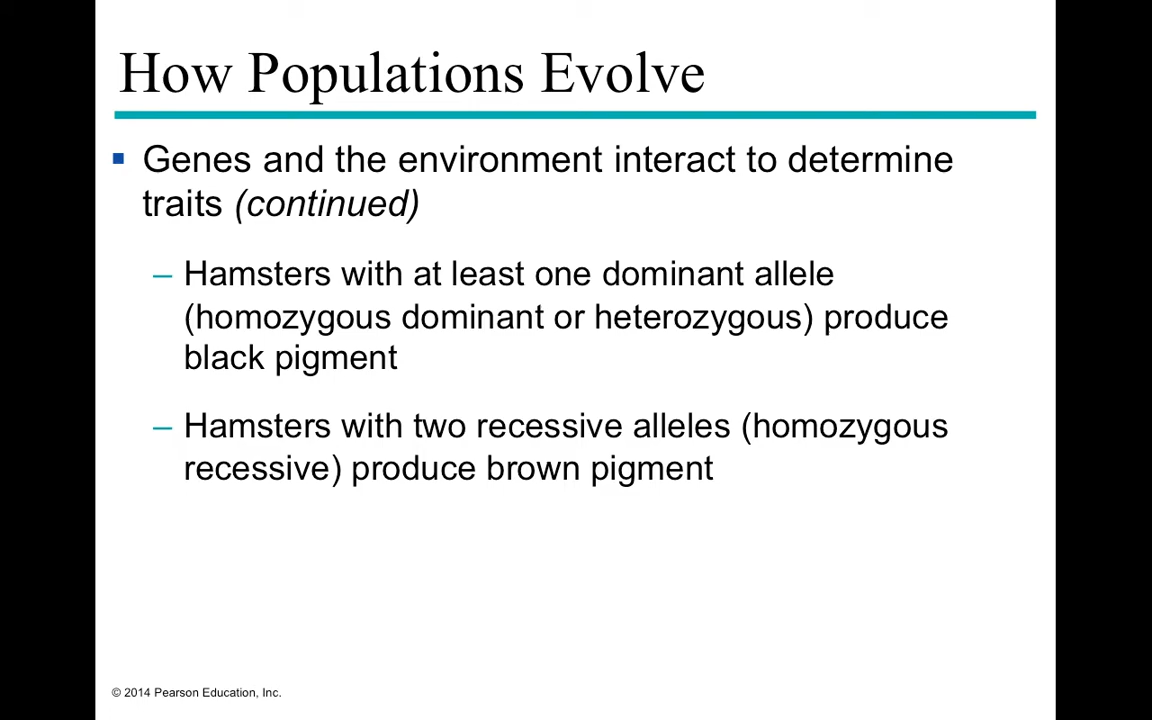 How Populations Evolve
▪ Genes and the environment interact to determine
traits (continued)
– Hamsters with at least one dominant allele
(homozygous dominant or heterozygous) produce
black pigment
– Hamsters with two recessive alleles (homozygous
recessive) produce brown pigment
© 2014 Pearson Education, Inc.